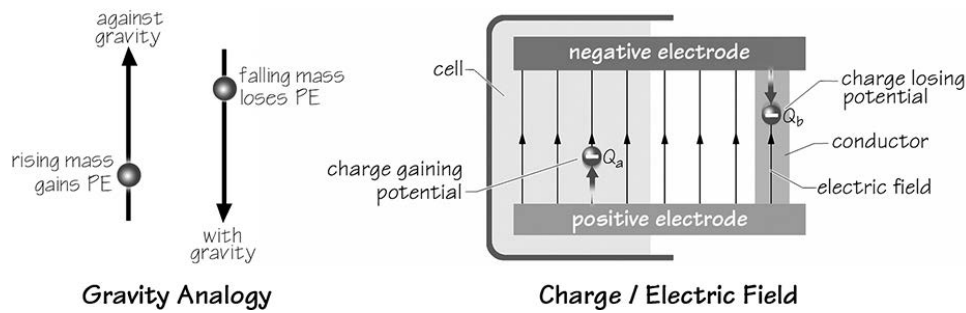 against
gravity
falling mass
loses PE
rising mass
gains PE
with
gravity
Gravity Analogy
cell
negative electrode
charge losing
potential
Qb
conductor
Qa
charge gaining
potential
electric field
positive electrode
Charge / Electric Field